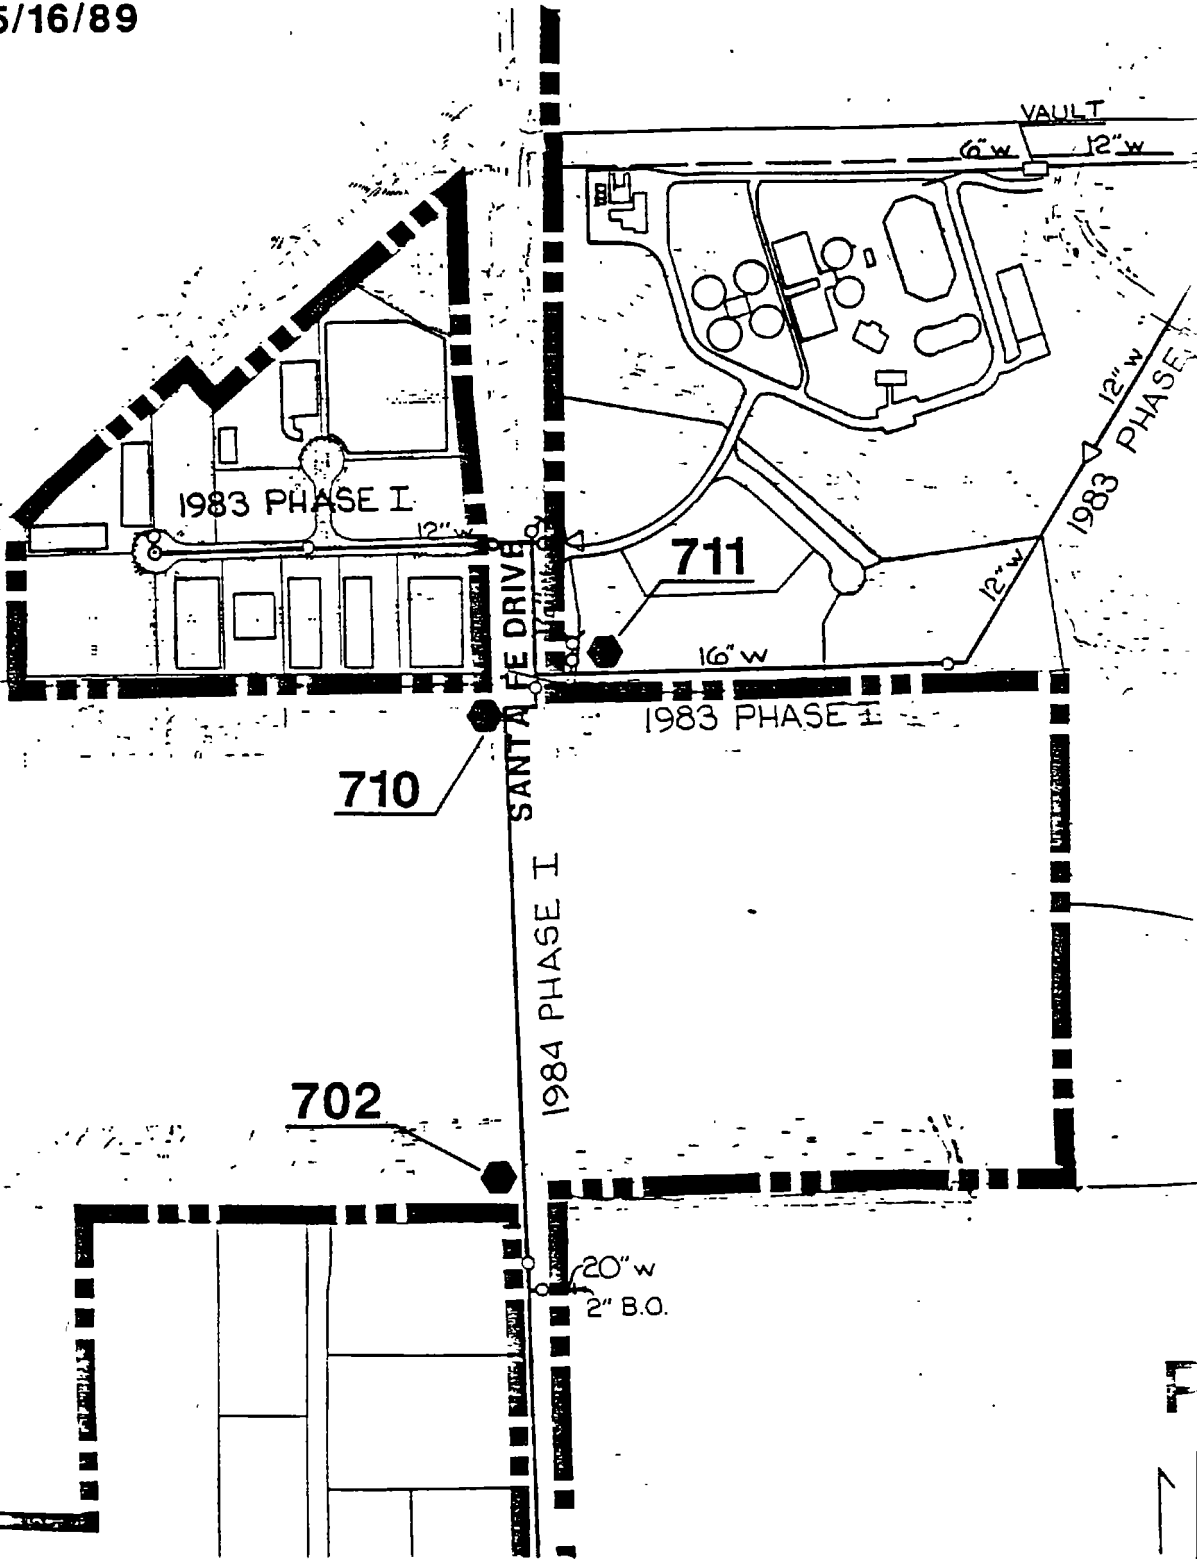 5/16/89
VAULT
6" W
12" W
12" W
1983 PHASE
1983 PHASE I
12" W
711
12" W
16" W
1983 PHASE I
SANTA FE DRIVE
710
1984 PHASE I
702
20" W
2" B.O.